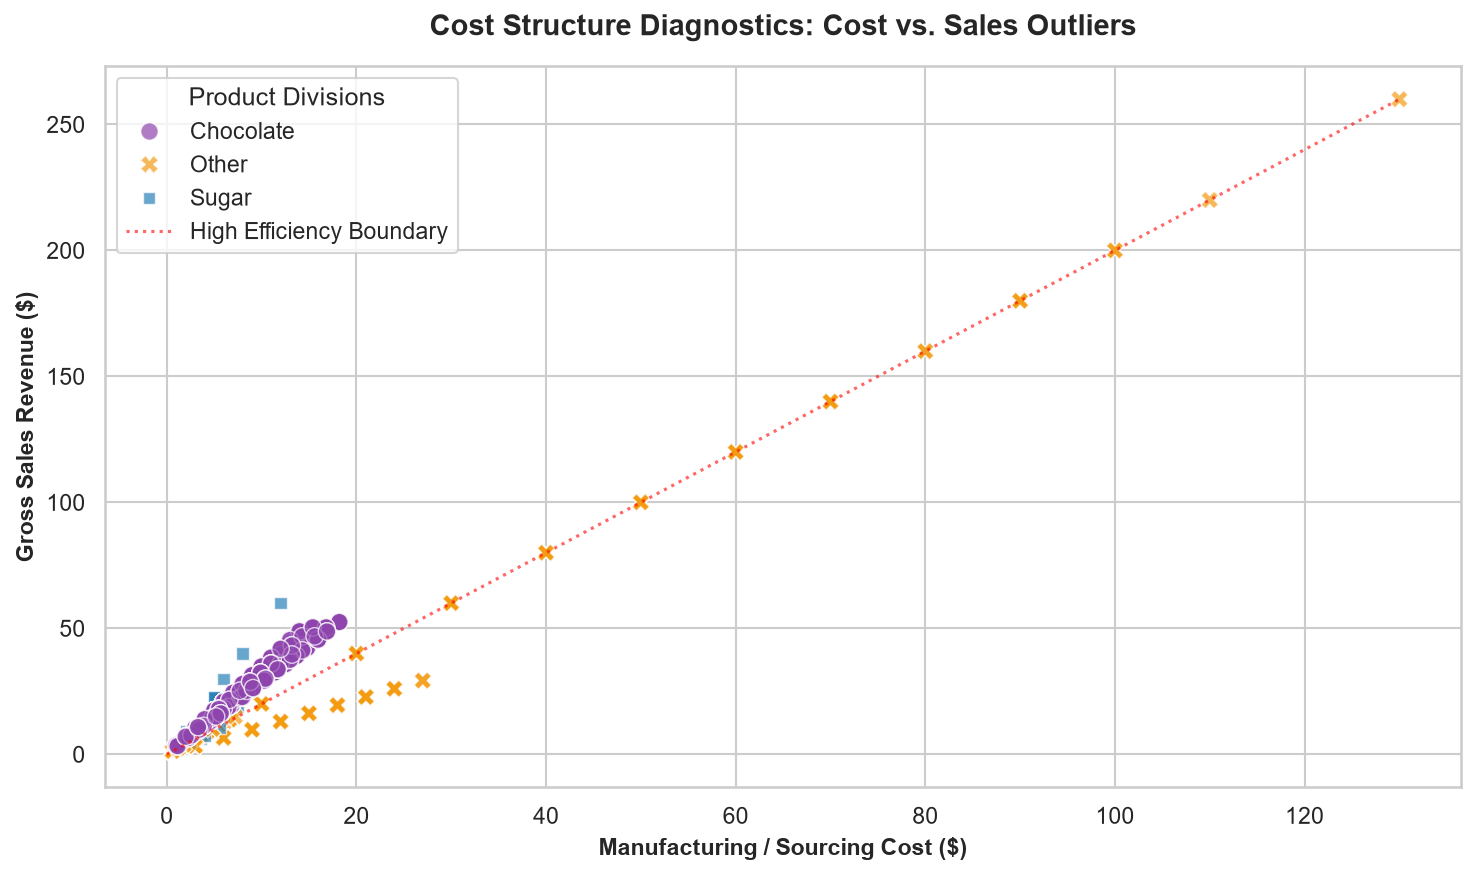 Cost Structure Diagnostics: Cost vs. Sales Outliers
Product Divisions
Chocolate
Other
Sugar
High Efficiency Boundary
Gross Sales Revenue ($)
250
200
150
100
50
0
0 20 40 60 80 100 120
Manufacturing / Sourcing Cost ($)